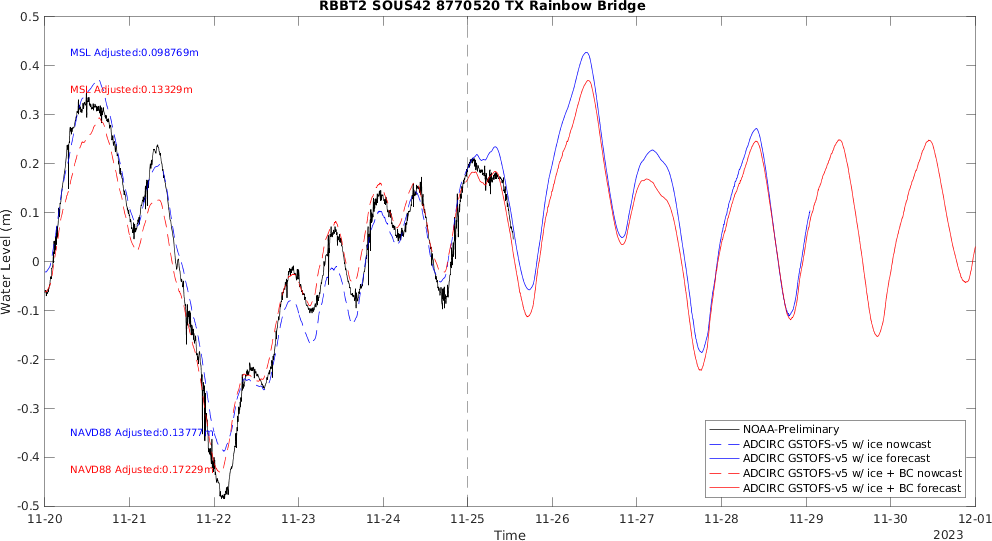 RBBT2 SOUS42 8770520 TX Rainbow Bridge
0.5
0.4
0.3
0.2
0.1
0
-0.1
-0.2
-0.3
-0.4
-0.5
Water Level (m)
MSL Adjusted:0.098769m
MSL Adjusted:0.13329m
NAVD88 Adjusted:0.13777m
NAVD88 Adjusted:0.17229m
NOAA-Preliminary
ADCIRC GSTOFS-v5 w/ ice nowcast
ADCIRC GSTOFS-v5 w/ ice forecast
ADCIRC GSTOFS-v5 w/ ice + BC nowcast
ADCIRC GSTOFS-v5 w/ ice + BC forecast
11-20 11-21 11-22 11-23 11-24 11-25 11-26 11-27 11-28 11-29 11-30 12-01
Time
2023